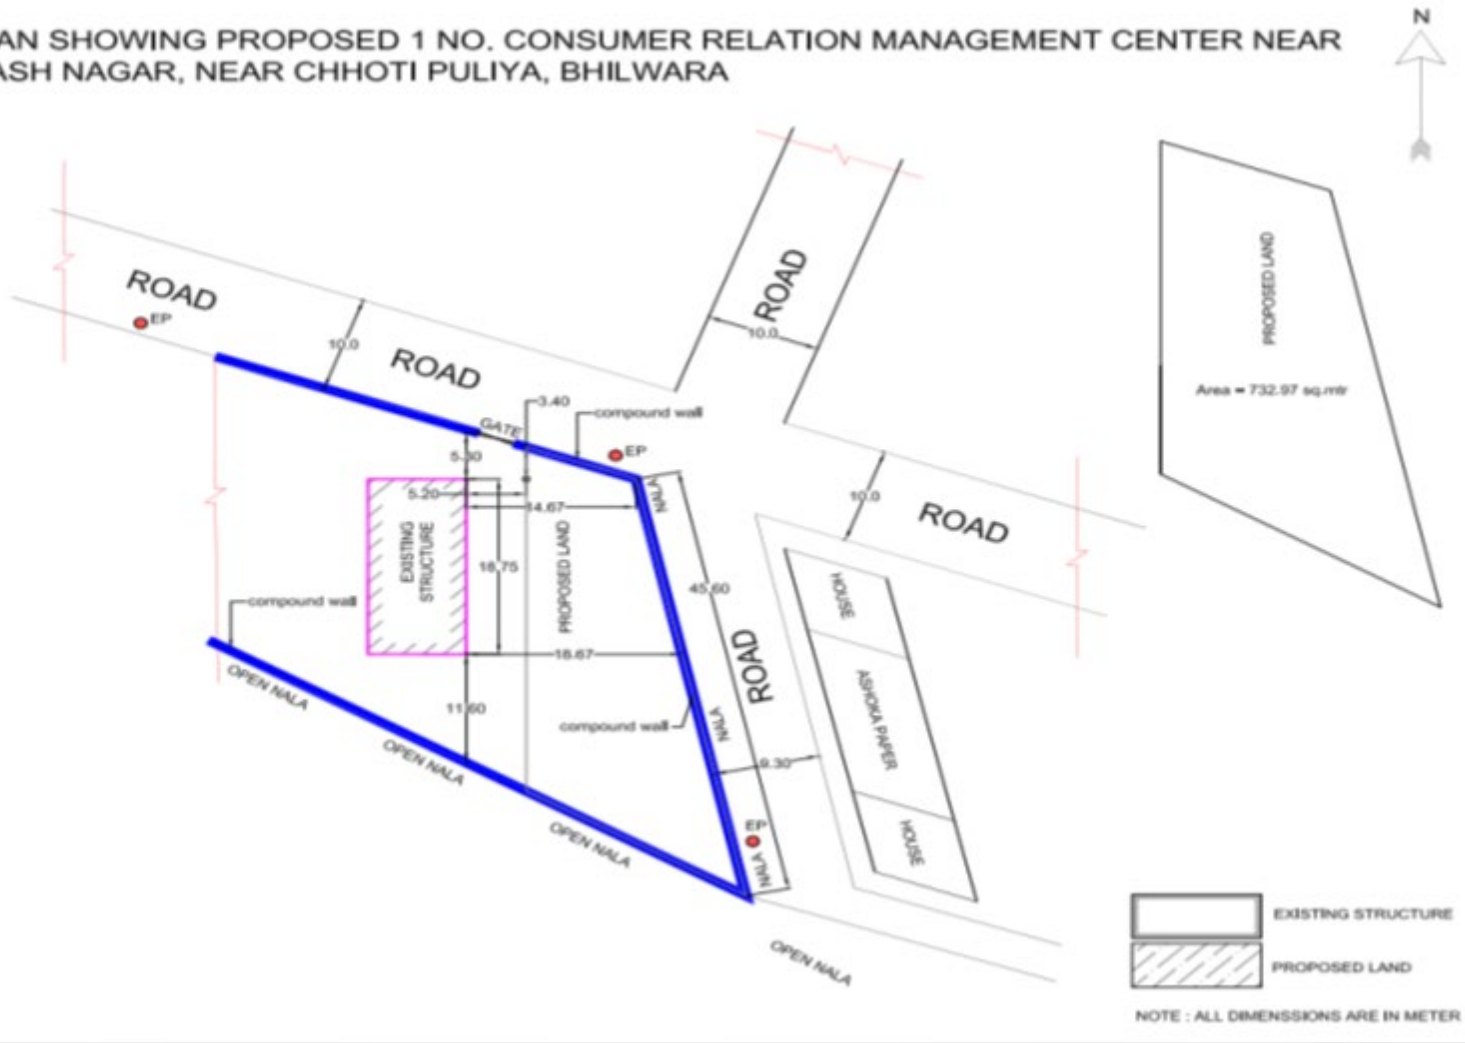 AN SHOWING PROPOSED 1 NO. CONSUMER RELATION MANAGEMENT CENTER NEAR
ASH NAGAR, NEAR CHHOTI PULIYA, BHILWARA
N
ROAD
EP
10.0
ROAD
ROAD
10.0
3.40
compound wall
GATE
EP
5.30
5.20
14.67
NALA
EXISTING
STRUCTURE
18.75
PROPOSED LAND
45.60
compound wall
18.67
11.60
compound wall
NALA
ROAD
9.30
EP
NALA
OPEN NALA
OPEN NALA
OPEN NALA
OPEN NALA
10.0
ROAD
HOUSE
ASHOKA PAPER
HOUSE
PROPOSED LAND
Area = 732.97 sq.mtr
EXISTING STRUCTURE
PROPOSED LAND
NOTE : ALL DIMENSSIONS ARE IN METER